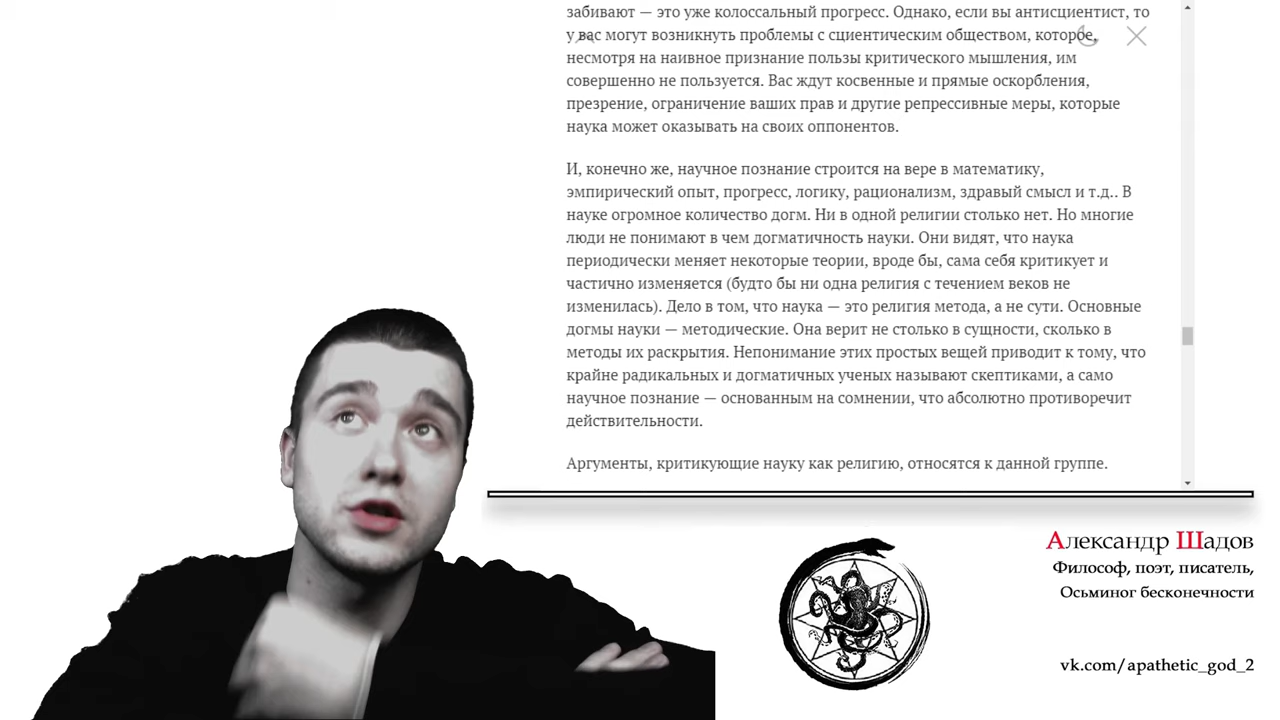 забивают — это уже колоссальный прогресс. Однако, если вы антисциентист, то
у вас могут возникнуть проблемы с сциентическим обществом, которое,
несмотря на наивное признание пользы критического мышления, им
совершенно не пользуется. Вас ждут косвенные и прямые оскорбления,
презрение, ограничение ваших прав и другие репрессивные меры, которые
наука может оказывать на своих оппонентов.
И, конечно же, научное познание строится на вере в математику,
эмпирический опыт, прогресс, логику, рационализм, здравый смысл и т.д.. В
науке огромное количество догм. Ни в одной религии столько нет. Но многие
люди не понимают в чем догматичность науки. Они видят, что наука
периодически меняет некоторые теории, вроде бы, сама себя критикует и
частично изменяется (будто бы ни одна религия с течением веков не
изменилась). Дело в том, что наука — это религия метода, а не сути. Основные
догмы науки — методические. Она верит не столько в сущности, сколько в
методы их раскрытия. Непонимание этих простых вещей приводит к тому, что
крайне радикальных и догматичных ученых называют скептиками, а само
научное познание — основанным на сомнении, что абсолютно противоречит
действительности.
Аргументы, критикующие науку как религию, относятся к данной группе.
Александр Шадов
Философ, поэт, писатель,
Осьминог бесконечности
vk.com/apathetic_god_2